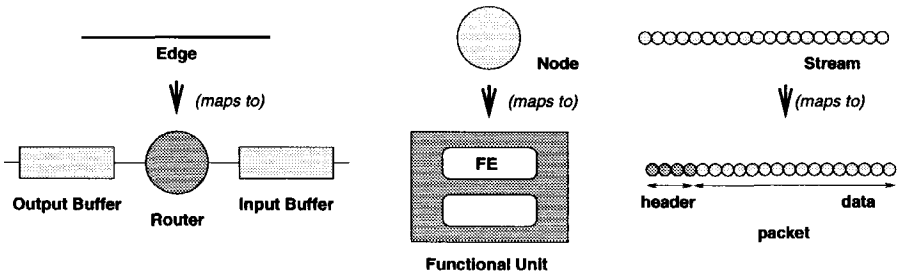 Edge
(maps to)
Output Buffer
Router
Input Buffer
Node
(maps to)
FE
Functional Unit
Stream
(maps to)
header
data
packet